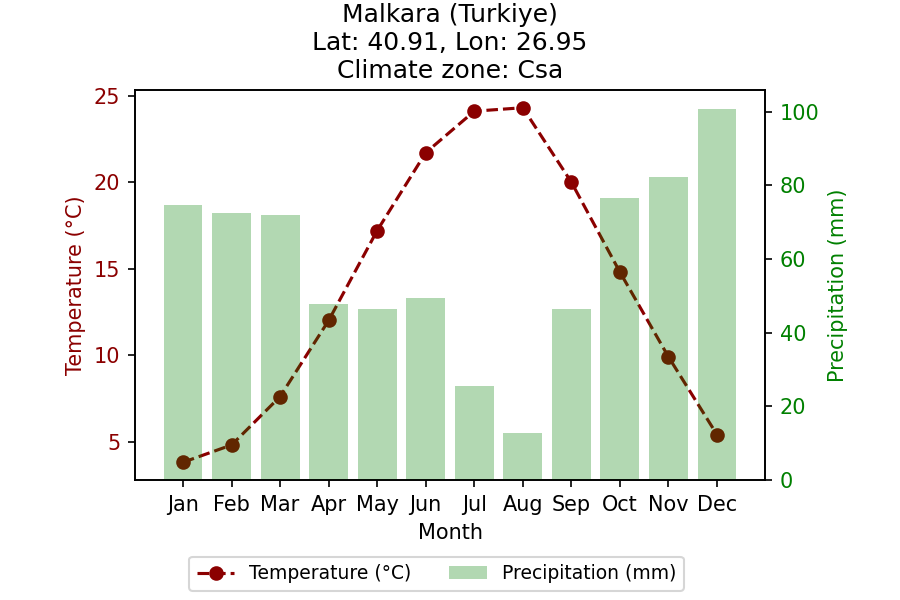 Malkara (Turkiye)
Lat: 40.91, Lon: 26.95
Climate zone: Csa
25
20
15
10
5
Temperature (°C)
100
80
60
40
20
0
Precipitation (mm)
Jan Feb Mar Apr May Jun Jul Aug Sep Oct Nov Dec
Month
Temperature (°C) Precipitation (mm)